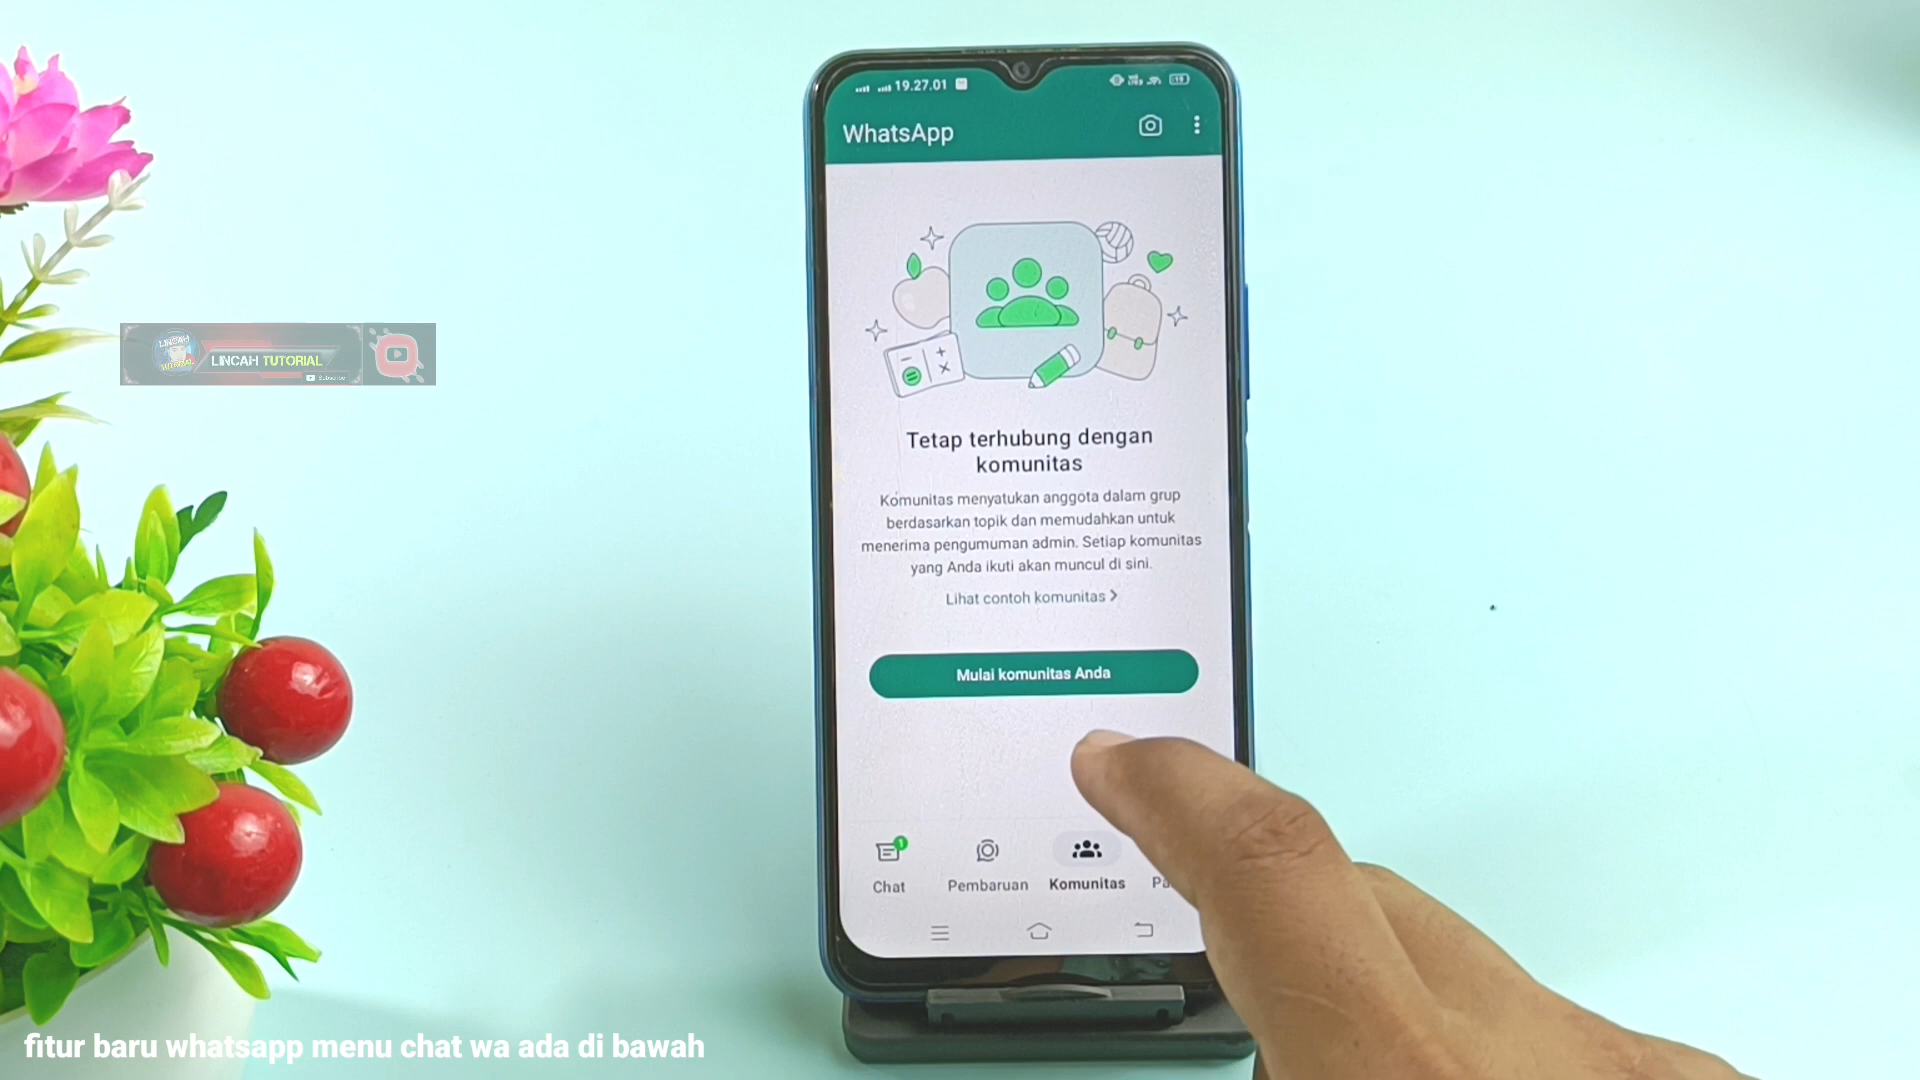 19.27.01
WhatsApp
LINCAH TUTORIAL
Subscribe
Tetap terhubung dengan
komunitas
Komunitas menyatukan anggota dalam grup
berdasarkan topik dan memudahkan untuk
menerima pengumuman admin. Setiap komunitas
yang Anda ikuti akan muncul di sini.
Lihat contoh komunitas >
Mulai komunitas Anda
1
Chat
Pembaruan
Komunitas
fitur baru whatsapp menu chat wa ada di bawah